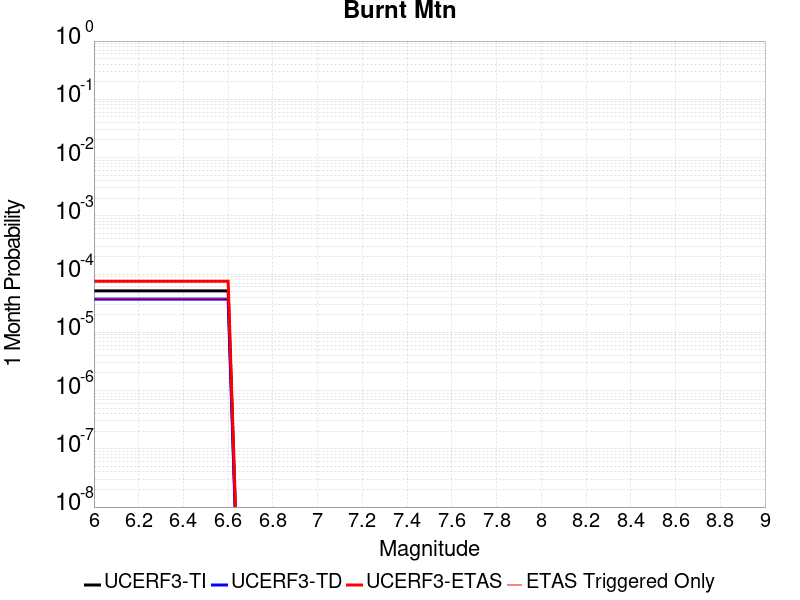 Burnt Mtn
10^0
10^-1
10^-2
10^-3
10^-4
10^-5
10^-6
10^-7
10^-8
1 Month Probability
6 6.2 6.4 6.6 6.8 7 7.2 7.4 7.6 7.8 8 8.2 8.4 8.6 8.8 9
Magnitude
UCERF3-TI UCERF3-TD UCERF3-ETAS ETAS Triggered Only